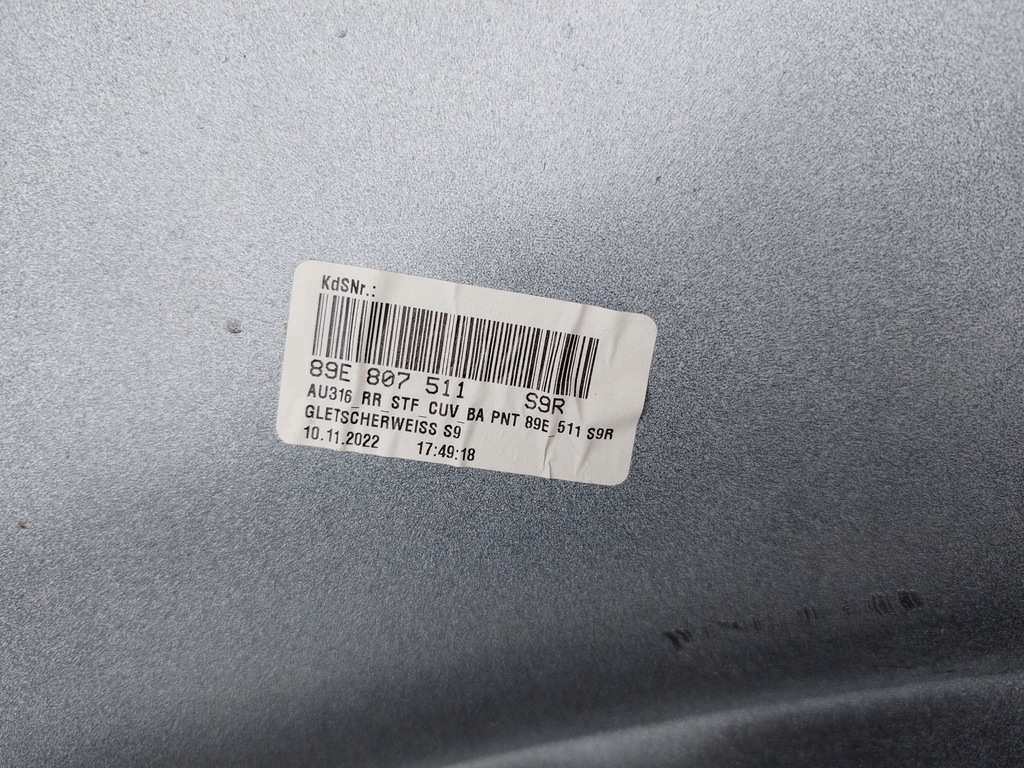 KdSNr.:
89E 807 511 S9R
AU316_RR_STF_CUV_BA PNT 89E_511 S9R
GLETSCHERWEISS S9
10.11.2022 17:49:18